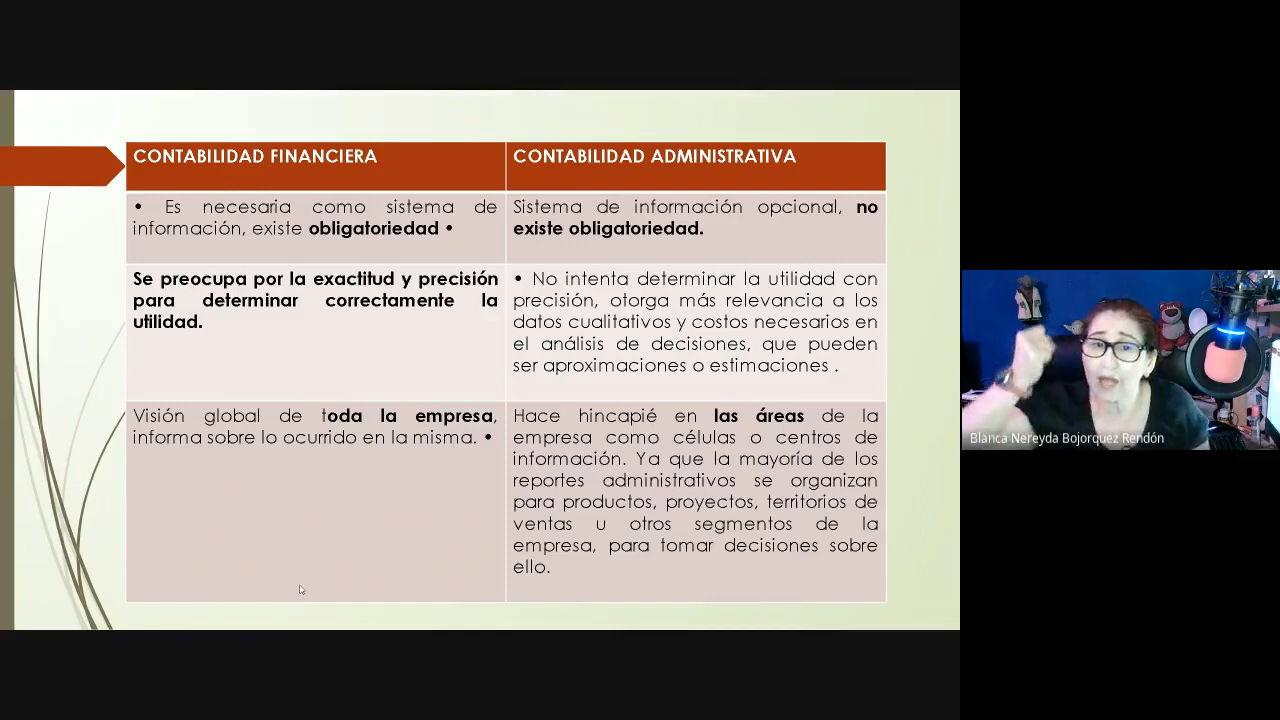 CONTABILIDAD FINANCIERA
CONTABILIDAD ADMINISTRATIVA
• Es necesaria como sistema de
información, existe obligatoriedad •
Sistema de información opcional, no
existe obligatoriedad.
Se preocupa por la exactitud y precisión
para determinar correctamente la
utilidad.
• No intenta determinar la utilidad con
precisión, otorga más relevancia a los
datos cualitativos y costos necesarios en
el análisis de decisiones, que pueden
ser aproximaciones o estimaciones .
Visión global de toda la empresa,
informa sobre lo ocurrido en la misma. •
Hace hincapié en las áreas de la
empresa como células o centros de
información. Ya que la mayoría de los
reportes administrativos se organizan
para productos, proyectos, territorios de
ventas u otros segmentos de la
empresa, para tomar decisiones sobre
ello.
Blanca Nereyda Bojorquez Rendón